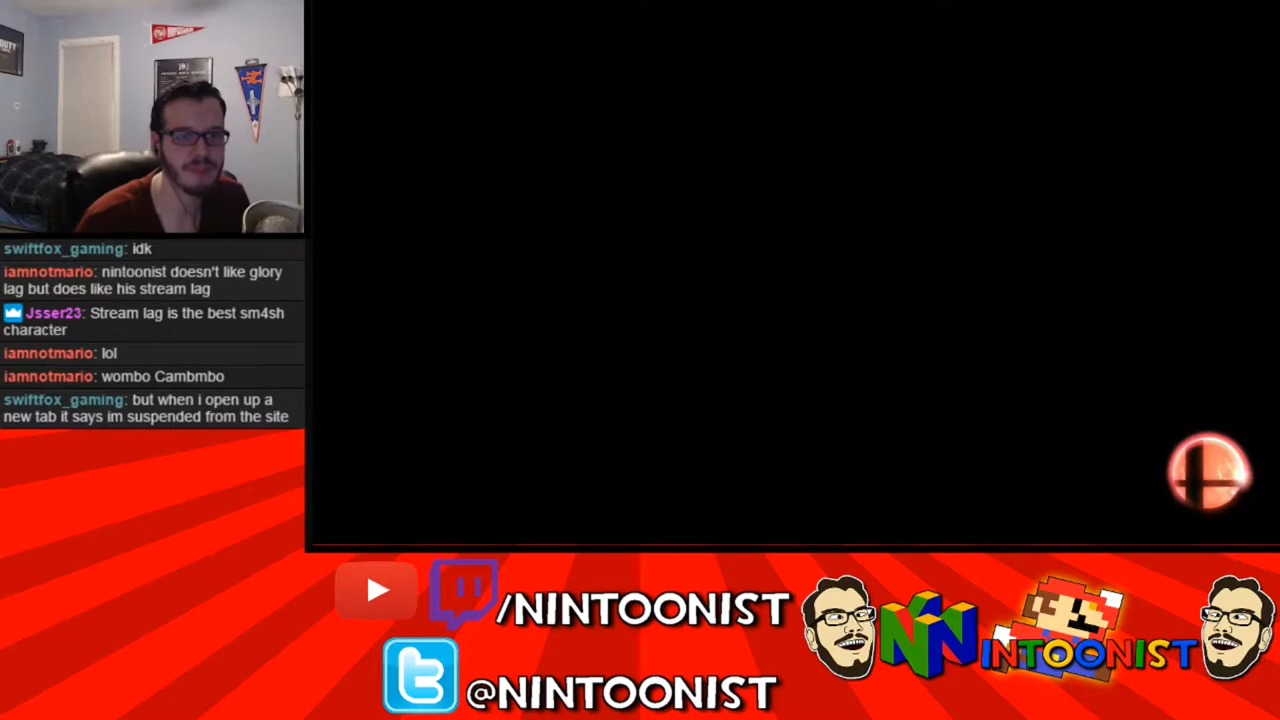 swiftfox_gaming: idk
iamnotmario: nintoonist doesn't like glory
lag but does like his stream lag
Jsser23: Stream lag is the best sm4sh
character
iamnotmario: lol
iamnotmario: wombo Cambmbo
swiftfox_gaming: but when i open up a
new tab it says im suspended from the site
/NINTOONIST
NINTOONIST
@NINTOONIST